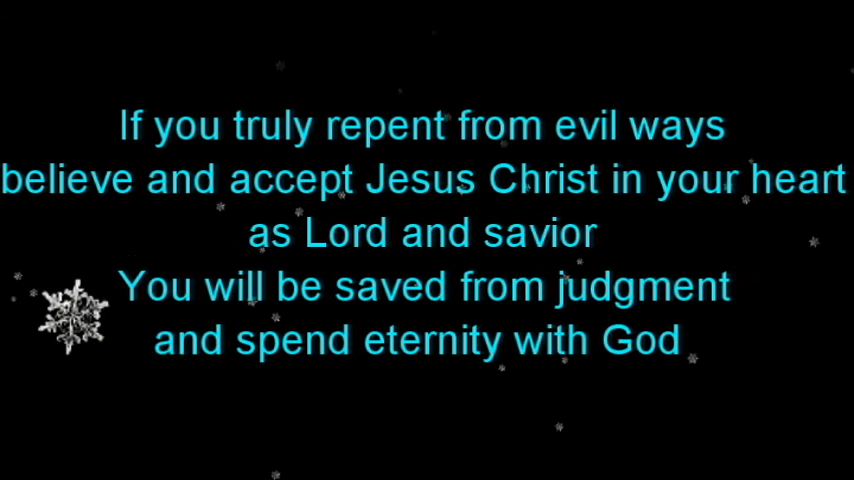 If you truly repent from evil ways
believe and accept Jesus Christ in your heart
as Lord and savior
You will be saved from judgment
and spend eternity with God